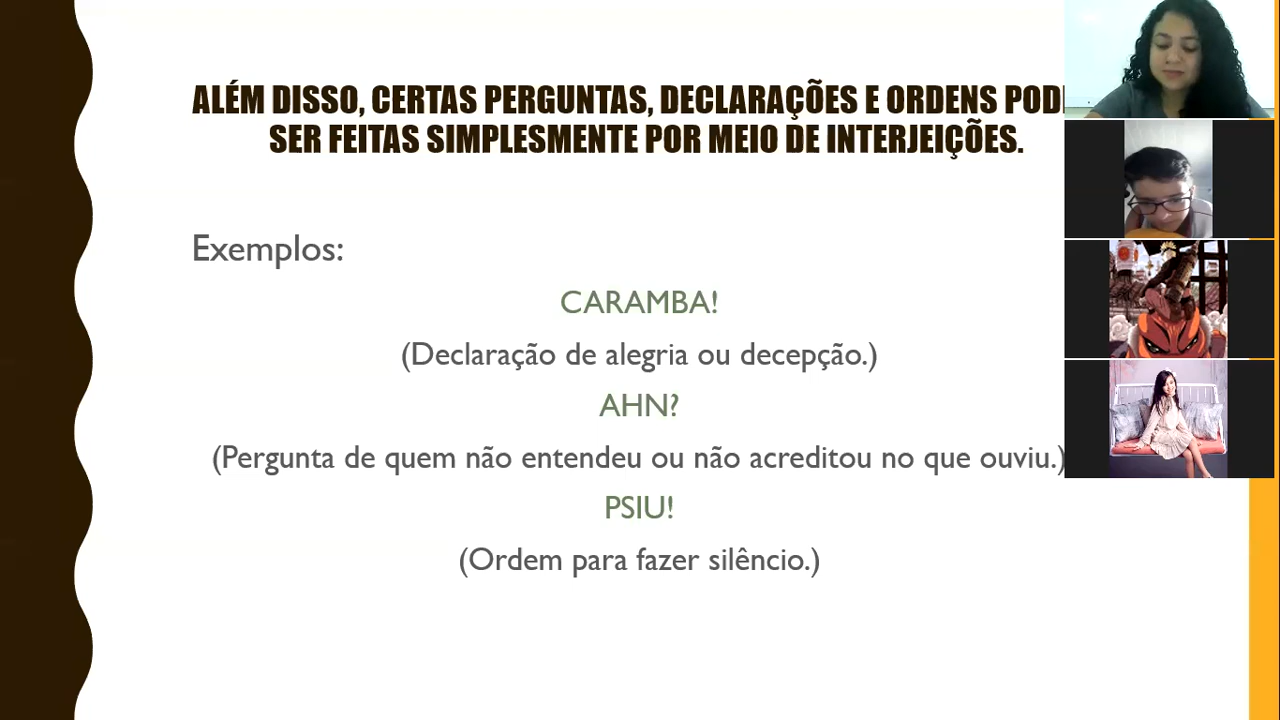 ALÉM DISSO, CERTAS PERGUNTAS, DECLARAÇÕES E ORDENS
SER FEITAS SIMPLESMENTE POR MEIO DE INTERJEIÇÕES.
Exemplos:
CARAMBA!
(Declaração de alegria ou decepção.)
AHN?
(Pergunta de quem não entendeu ou não acreditou no que ouviu.)
PSIU!
(Ordem para fazer silêncio.)